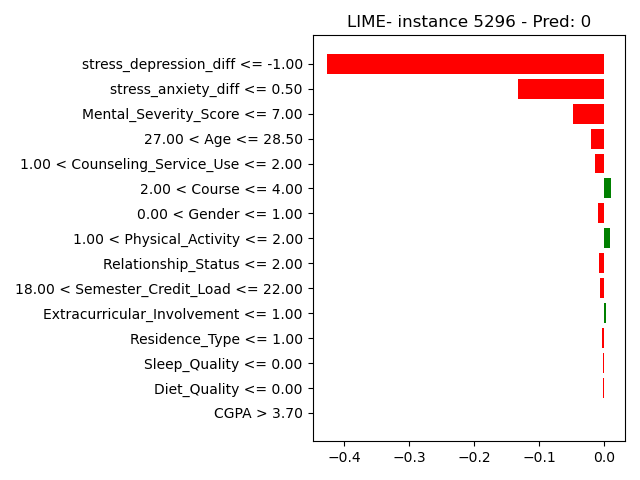 LIME- instance 5296 - Pred: 0
stress_depression_diff <= -1.00
stress_anxiety_diff <= 0.50
Mental_Severity_Score <= 7.00
27.00 < Age <= 28.50
1.00 < Counseling_Service_Use <= 2.00
2.00 < Course <= 4.00
0.00 < Gender <= 1.00
1.00 < Physical_Activity <= 2.00
Relationship_Status <= 2.00
18.00 < Semester_Credit_Load <= 22.00
Extracurricular_Involvement <= 1.00
Residence_Type <= 1.00
Sleep_Quality <= 0.00
Diet_Quality <= 0.00
CGPA > 3.70
−0.4 −0.3 −0.2 −0.1 0.0